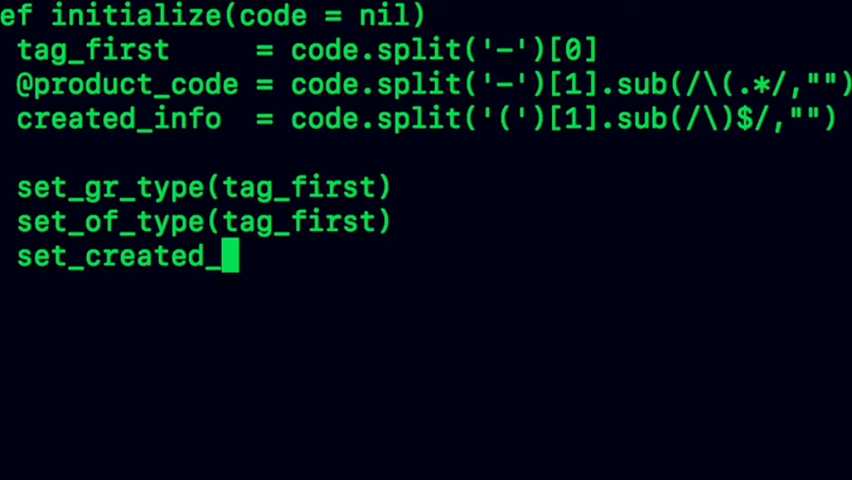 ef initialize(code = nil)
tag_first     = code.split('-')[0]
@product_code = code.split('-')[1].sub(/\(.*/,"")
created_info  = code.split('(')[1].sub(/\)$/,"")
set_gr_type(tag_first)
set_of_type(tag_first)
set_created_